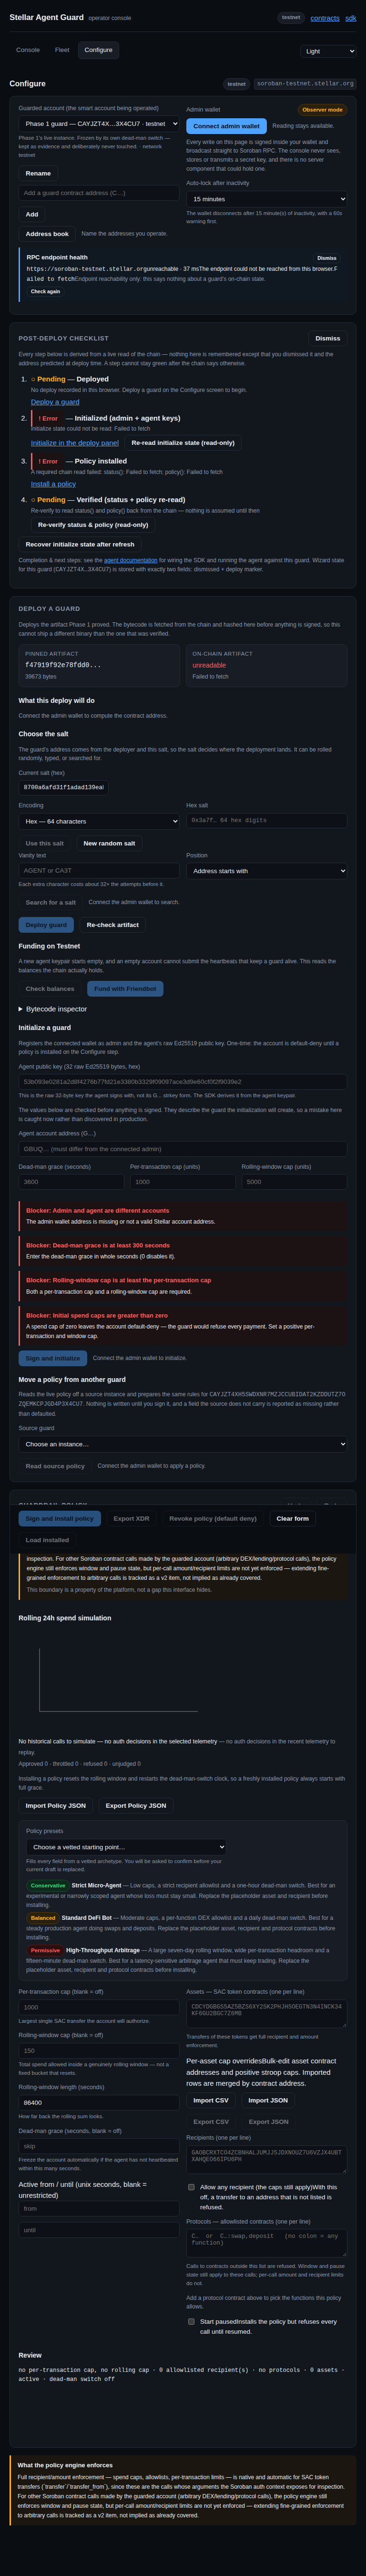 Stellar Agent Guard operator console
testnet contracts sdk
Console Fleet Configure
Light
Configure
testnet soroban-testnet.stellar.org
Guarded account (the smart account being operated)
Phase 1 guard — CAYJZT4X…3X4CU7 · testnet
Phase 1's live instance. Frozen by its own dead-man switch —
kept as evidence and deliberately never touched. · network
testnet
Rename
Add a guard contract address (C…)
Add
Address book Name the addresses you operate.
Admin wallet
Observer mode
Connect admin wallet Reading stays available.
Every write on this page is signed inside your wallet and
broadcast straight to Soroban RPC. The console never sees,
stores or transmits a secret key, and there is no server
component that could hold one.
Auto-lock after inactivity
15 minutes
The wallet disconnects after 15 minute(s) of inactivity, with a 60s
warning first.
RPC endpoint health
Dismiss
https://soroban-testnet.stellar.orgunreachable · 37 msThe endpoint could not be reached from this browser.F
ailed to fetchEndpoint reachability only: this says nothing about a guard's on-chain state.
Check again
POST-DEPLOY CHECKLIST
Dismiss
Every step below is derived from a live read of the chain — nothing here is remembered except that you dismissed it and the
address predicted at deploy time. A step cannot stay green after the chain says otherwise.
1. ○ Pending — Deployed
No deploy recorded in this browser. Deploy a guard on the Configure screen to begin.
Deploy a guard
2. ! Error — Initialized (admin + agent keys)
Initialize state could not be read: Failed to fetch
Initialize in the deploy panel Re-read initialize state (read-only)
3. ! Error — Policy installed
A required chain read failed: status(): Failed to fetch; policy(): Failed to fetch
Install a policy
4. ○ Pending — Verified (status + policy re-read)
Re-verify to read status() and policy() back from the chain — nothing is assumed until then
Re-verify status & policy (read-only)
Recover initialize state after refresh
Completion & next steps: see the agent documentation for wiring the SDK and running the agent against this guard. Wizard state
for this guard (CAYJZT4X…3X4CU7) is stored with exactly two fields: dismissed + deploy marker.
DEPLOY A GUARD
Deploys the artifact Phase 1 proved. The bytecode is fetched from the chain and hashed here before anything is signed, so this
cannot ship a different binary than the one that was verified.
PINNED ARTIFACT
f47919f92e78fdd0...
39673 bytes
ON-CHAIN ARTIFACT
unreadable
Failed to fetch
What this deploy will do
Connect the admin wallet to compute the contract address.
Choose the salt
The guard's address comes from the deployer and this salt, so the salt decides where the deployment lands. It can be rolled
randomly, typed, or searched for.
Current salt (hex)
8700a6afd31f1adad139ea
Encoding
Hex — 64 characters
Hex salt
0x3a7f… 64 hex digits
Use this salt New random salt
Vanity text
AGENT or CA3T
Position
Address starts with
Each extra character costs about 32× the attempts before it.
Search for a salt Connect the admin wallet to search.
Deploy guard Re-check artifact
Funding on Testnet
A new agent keypair starts empty, and an empty account cannot submit the heartbeats that keep a guard alive. This reads the
balances the chain actually holds.
Check balances Fund with Friendbot
Bytecode inspector
Initialize a guard
Registers the connected wallet as admin and the agent's raw Ed25519 public key. One-time: the account is default-deny until a
policy is installed on the Configure step.
Agent public key (32 raw Ed25519 bytes, hex)
53b093e0281a2d8f4276b77fd21e3380b3329f09097ace3d9e60cf0f2f9039e2
This is the raw 32-byte key the agent signs with, not its G… strkey form. The SDK derives it from the agent keypair.
The values below are checked before anything is signed. They describe the guard the initialization will create, so a mistake here
is caught now rather than discovered in production.
Agent account address (G…)
GBUQ… (must differ from the connected admin)
Dead-man grace (seconds)
3600
Per-transaction cap (units)
1000
Rolling-window cap (units)
5000
Blocker: Admin and agent are different accounts
The admin wallet address is missing or not a valid Stellar account address.
Blocker: Dead-man grace is at least 300 seconds
Enter the dead-man grace in whole seconds (0 disables it).
Blocker: Rolling-window cap is at least the per-transaction cap
Both a per-transaction cap and a rolling-window cap are required.
Blocker: Initial spend caps are greater than zero
A spend cap of zero leaves the account default-deny — the guard would refuse every payment. Set a positive per-
transaction and window cap.
Sign and initialize Connect the admin wallet to initialize.
Move a policy from another guard
Reads the live policy off a source instance and prepares the same rules for CAYJZT4XH5SWDXNR7MZJCCUBIDAT2KZDDUTZ7O
ZQEMKCPJGD4P3X4CU7. Nothing is written until you sign it, and a field the source does not carry is reported as missing rather
than defaulted.
Source guard
Choose an instance…
Read source policy Connect the admin wallet to apply a policy.
Sign and install policy Export XDR Revoke policy (default deny) Clear form
Load installed
inspection. For other Soroban contract calls made by the guarded account (arbitrary DEX/lending/protocol calls), the policy
engine still enforces window and pause state, but per-call amount/recipient limits are not yet enforced — extending fine-
grained enforcement to arbitrary calls is tracked as a v2 item, not implied as already covered.
This boundary is a property of the platform, not a gap this interface hides.
Rolling 24h spend simulation
No historical calls to simulate — no auth decisions in the selected telemetry — no auth decisions in the recent telemetry to
replay.
Approved 0 · throttled 0 · refused 0 · unjudged 0
Installing a policy resets the rolling window and restarts the dead-man-switch clock, so a freshly installed policy always starts with
full grace.
Import Policy JSON Export Policy JSON
Policy presets
Choose a vetted starting point…
Fills every field from a vetted archetype. You will be asked to confirm before your
current draft is replaced.
Conservative Strict Micro-Agent — Low caps, a strict recipient allowlist and a one-hour dead-man switch. Best for an
experimental or narrowly scoped agent whose loss must stay small. Replace the placeholder asset and recipient before
installing.
Balanced Standard DeFi Bot — Moderate caps, a per-function DEX allowlist and a daily dead-man switch. Best for a
steady production agent doing swaps and deposits. Replace the placeholder asset, recipient and protocol contracts before
installing.
Permissive High-Throughput Arbitrage — A large seven-day rolling window, wide per-transaction headroom and a
fifteen-minute dead-man switch. Best for a latency-sensitive arbitrage agent that must keep trading. Replace the
placeholder asset, recipient and protocol contracts before installing.
Per-transaction cap (blank = off)
1000
Largest single SAC transfer the account will authorize.
Rolling-window cap (blank = off)
150
Total spend allowed inside a genuinely rolling window — not a
fixed bucket that resets.
Rolling-window length (seconds)
86400
How far back the rolling sum looks.
Dead-man grace (seconds, blank = off)
skip
Freeze the account automatically if the agent has not heartbeated
within this many seconds.
Active from / until (unix seconds, blank =
unrestricted)
from
until
Assets — SAC token contracts (one per line)
Transfers of these tokens get full recipient and amount
enforcement.
Per-asset cap overridesBulk-edit asset contract
addresses and positive stroop caps. Imported
rows are merged by contract address.
Import CSV Import JSON
Export CSV Export JSON
Recipients (one per line)
Allow any recipient (the caps still apply)With this
off, a transfer to an address that is not listed is
refused.
Protocols — allowlisted contracts (one per line)
C… or C…:swap,deposit (no colon = any
function)
Calls to contracts outside this list are refused. Window and pause
state still apply to these calls; per-call amount and recipient limits
do not.
Add a protocol contract above to pick the functions this policy
allows.
Start pausedInstalls the policy but refuses every
call until resumed.
Review
no per-transaction cap, no rolling cap · 0 allowlisted recipient(s) · no protocols · 0 assets ·
active · dead-man switch off
What the policy engine enforces
Full recipient/amount enforcement — spend caps, allowlists, per-transaction limits — is native and automatic for SAC token
transfers (`transfer`/`transfer_from`), since these are the calls whose arguments the Soroban auth context exposes for inspection.
For other Soroban contract calls made by the guarded account (arbitrary DEX/lending/protocol calls), the policy engine still
enforces window and pause state, but per-call amount/recipient limits are not yet enforced — extending fine-grained enforcement
to arbitrary calls is tracked as a v2 item, not implied as already covered.